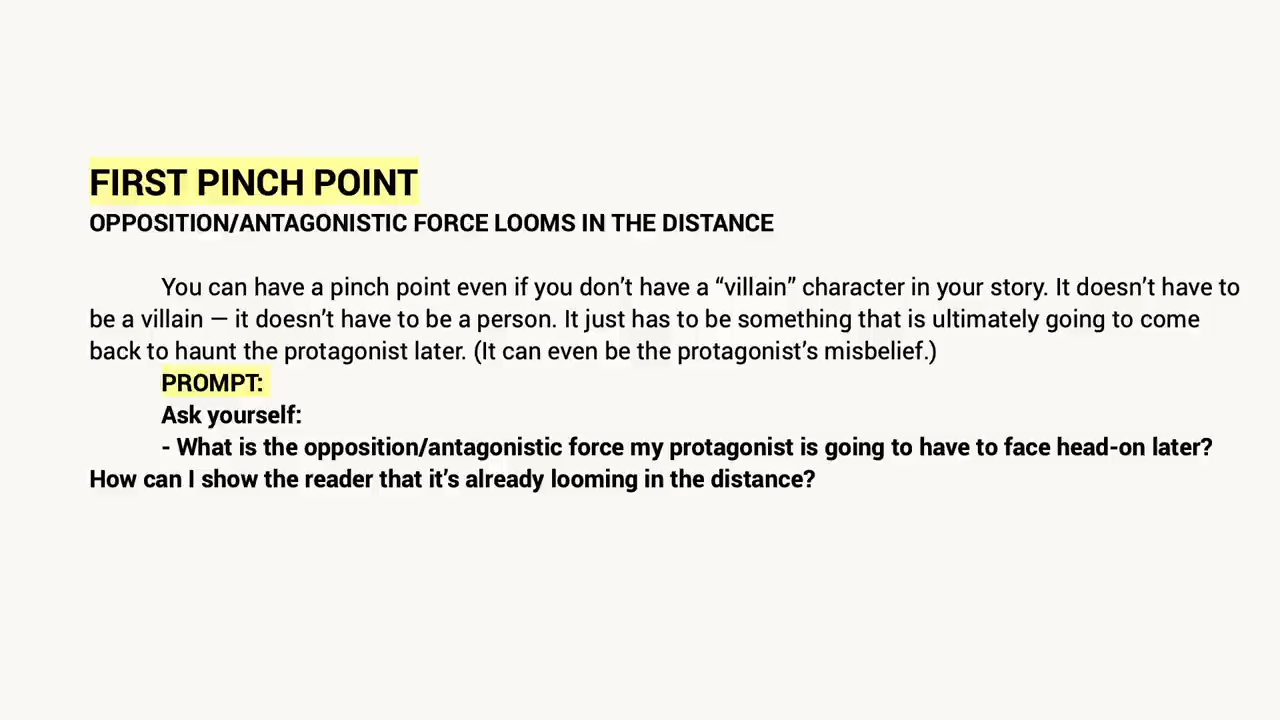 FIRST PINCH POINT
OPPOSITION/ANTAGONISTIC FORCE LOOMS IN THE DISTANCE
You can have a pinch point even if you don’t have a “villain” character in your story. It doesn’t have to
be a villain — it doesn’t have to be a person. It just has to be something that is ultimately going to come
back to haunt the protagonist later. (It can even be the protagonist’s misbelief.)
PROMPT:
Ask yourself:
- What is the opposition/antagonistic force my protagonist is going to have to face head-on later?
How can I show the reader that it’s already looming in the distance?